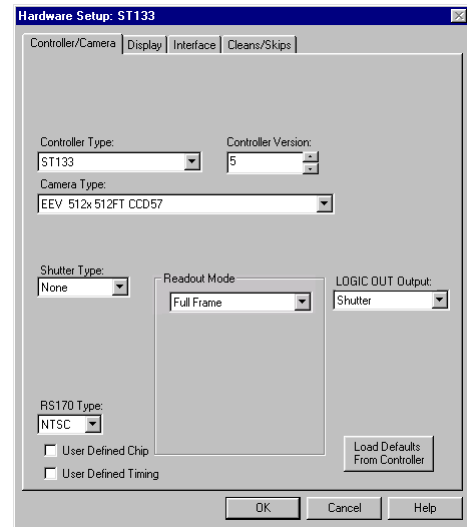 Hardware Setup: ST133
Controller/Camera Display Interface Cleans/Skips
Controller Type: Controller Version:
ST133 5
Camera Type:
EEV 512x 512FT CCD57
Shutter Type: Readout Mode LOGIC OUT Output:
None Full Frame Shutter
RS170 Type:
NTSC
User Defined Chip
User Defined Timing
Load Defaults
From Controller
OK Cancel Help